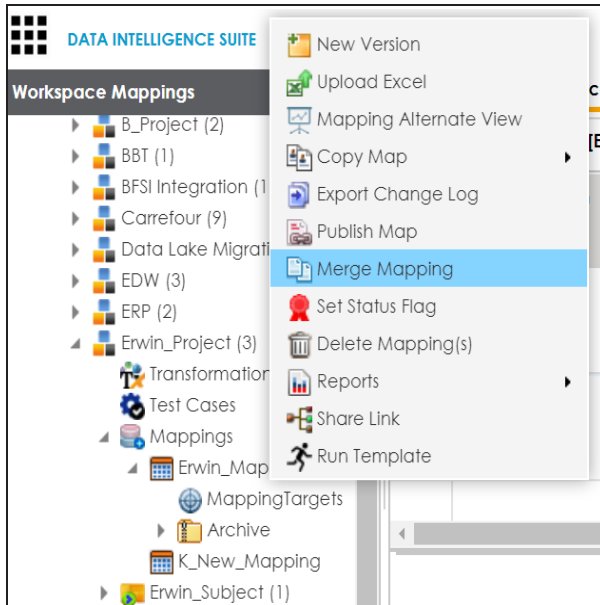 DATA INTELLIGENCE SUITE
Workspace Mappings
B_Project (2)
BBT (1)
BFSI Integration (1
Carrefour (9)
Data Lake Migrati
EDW (3)
ERP (2)
Erwin_Project (3)
Transformation
Test Cases
Mappings
Erwin_Map
MappingTargets
Archive
K_New_Mapping
Erwin_Subject (1)
New Version
Upload Excel
Mapping Alternate View
Copy Map
Export Change Log
Publish Map
Merge Mapping
Set Status Flag
Delete Mapping(s)
Reports
Share Link
Run Template
c
[E